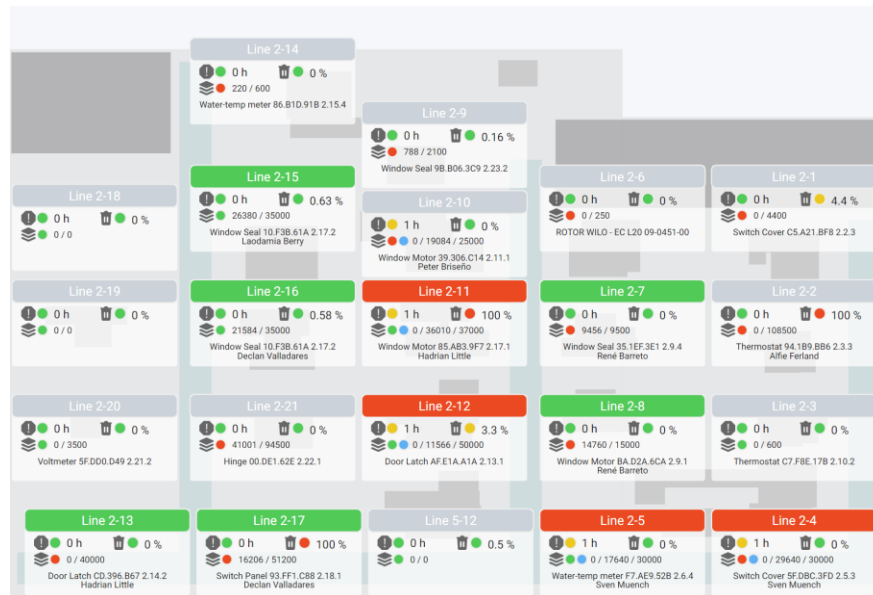 Line 2-14
0 h 0 %
220 / 600
Water-temp meter 86.B1D.91B 2.15.4
Line 2-9
0 h 0.16 %
788 / 2100
Window Seal 9B.B06.3C9 2.23.2
Line 2-15
0 h 0.63 %
26380 / 35000
Window Seal 10.F3B.61A 2.17.2
Laodamia Berry
Line 2-6
0 h 0 %
0 / 250
ROTOR WILO - EC L20 09-0451-00
Line 2-1
0 h 4.4 %
0 / 4400
Switch Cover C5.A21.BF8 2.2.3
Line 2-18
0 h 0 %
0 / 0
Line 2-10
1 h 0 %
0 / 19084 / 25000
Window Motor 39.306.C14 2.11.1
Peter Briseño
Line 2-19
0 h 0 %
0 / 0
Line 2-16
0 h 0.58 %
21584 / 35000
Window Seal 10.F3B.61A 2.17.2
Declan Valladares
Line 2-11
1 h 100 %
0 / 36010 / 37000
Window Motor 85.AB3.9F7 2.17.1
Hadrian Little
Line 2-7
0 h 0 %
9456 / 9500
Window Seal 35.1EF.3E1 2.9.4
René Barreto
Line 2-2
0 h 100 %
0 / 108500
Thermostat 94.1B9.BB6 2.3.3
Alfie Ferland
Line 2-20
0 h 0 %
0 / 3500
Voltmeter 5F.DD0.D49 2.21.2
Line 2-21
0 h 0 %
41001 / 94500
Hinge 00.DE1.62E 2.22.1
Line 2-12
1 h 3.3 %
0 / 11566 / 50000
Door Latch AF.E1A.A1A 2.13.1
Line 2-8
0 h 0 %
14760 / 15000
Window Motor BA.D2A.6CA 2.9.1
René Barreto
Line 2-3
0 h 0 %
0 / 600
Thermostat C7.F8E.17B 2.10.2
Line 2-13
0 h 0 %
0 / 40000
Door Latch CD.396.B67 2.14.2
Hadrian Little
Line 2-17
0 h 100 %
16206 / 51200
Switch Panel 93.FF1.C88 2.18.1
Declan Valladares
Line 5-12
0 h 0.5 %
0 / 0
Line 2-5
1 h 0 %
0 / 17640 / 30000
Water-temp meter F7.AE9.52B 2.6.4
Sven Muench
Line 2-4
1 h 0 %
0 / 29640 / 30000
Switch Cover 5F.DBC.3FD 2.5.3
Sven Muench